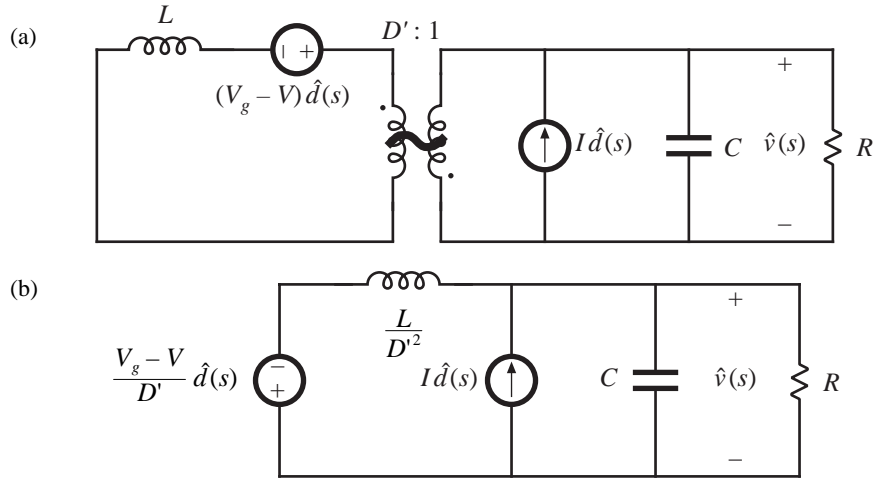 (a)
L
D' : 1
+
| +
(V_g – V) d̂(s)
I d̂(s)
C
v̂(s)
R
–
(b)
L
D'²
+
V_g – V
D'
d̂(s)
–
+
I d̂(s)
C
v̂(s)
R
–